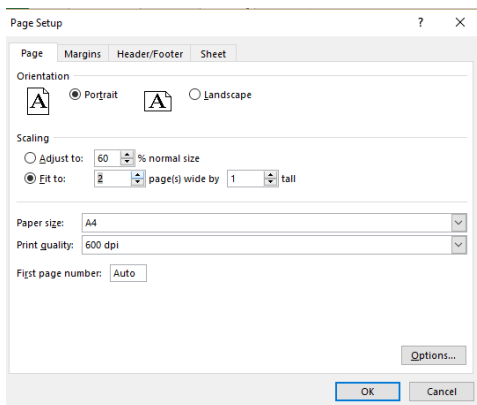 Page Setup ? ×
Page Margins Header/Footer Sheet
Orientation
A Portrait A Landscape
Scaling
Adjust to: 60 % normal size
Fit to: 2 page(s) wide by 1 tall
Paper size: A4
Print quality: 600 dpi
First page number: Auto
Options...
OK Cancel